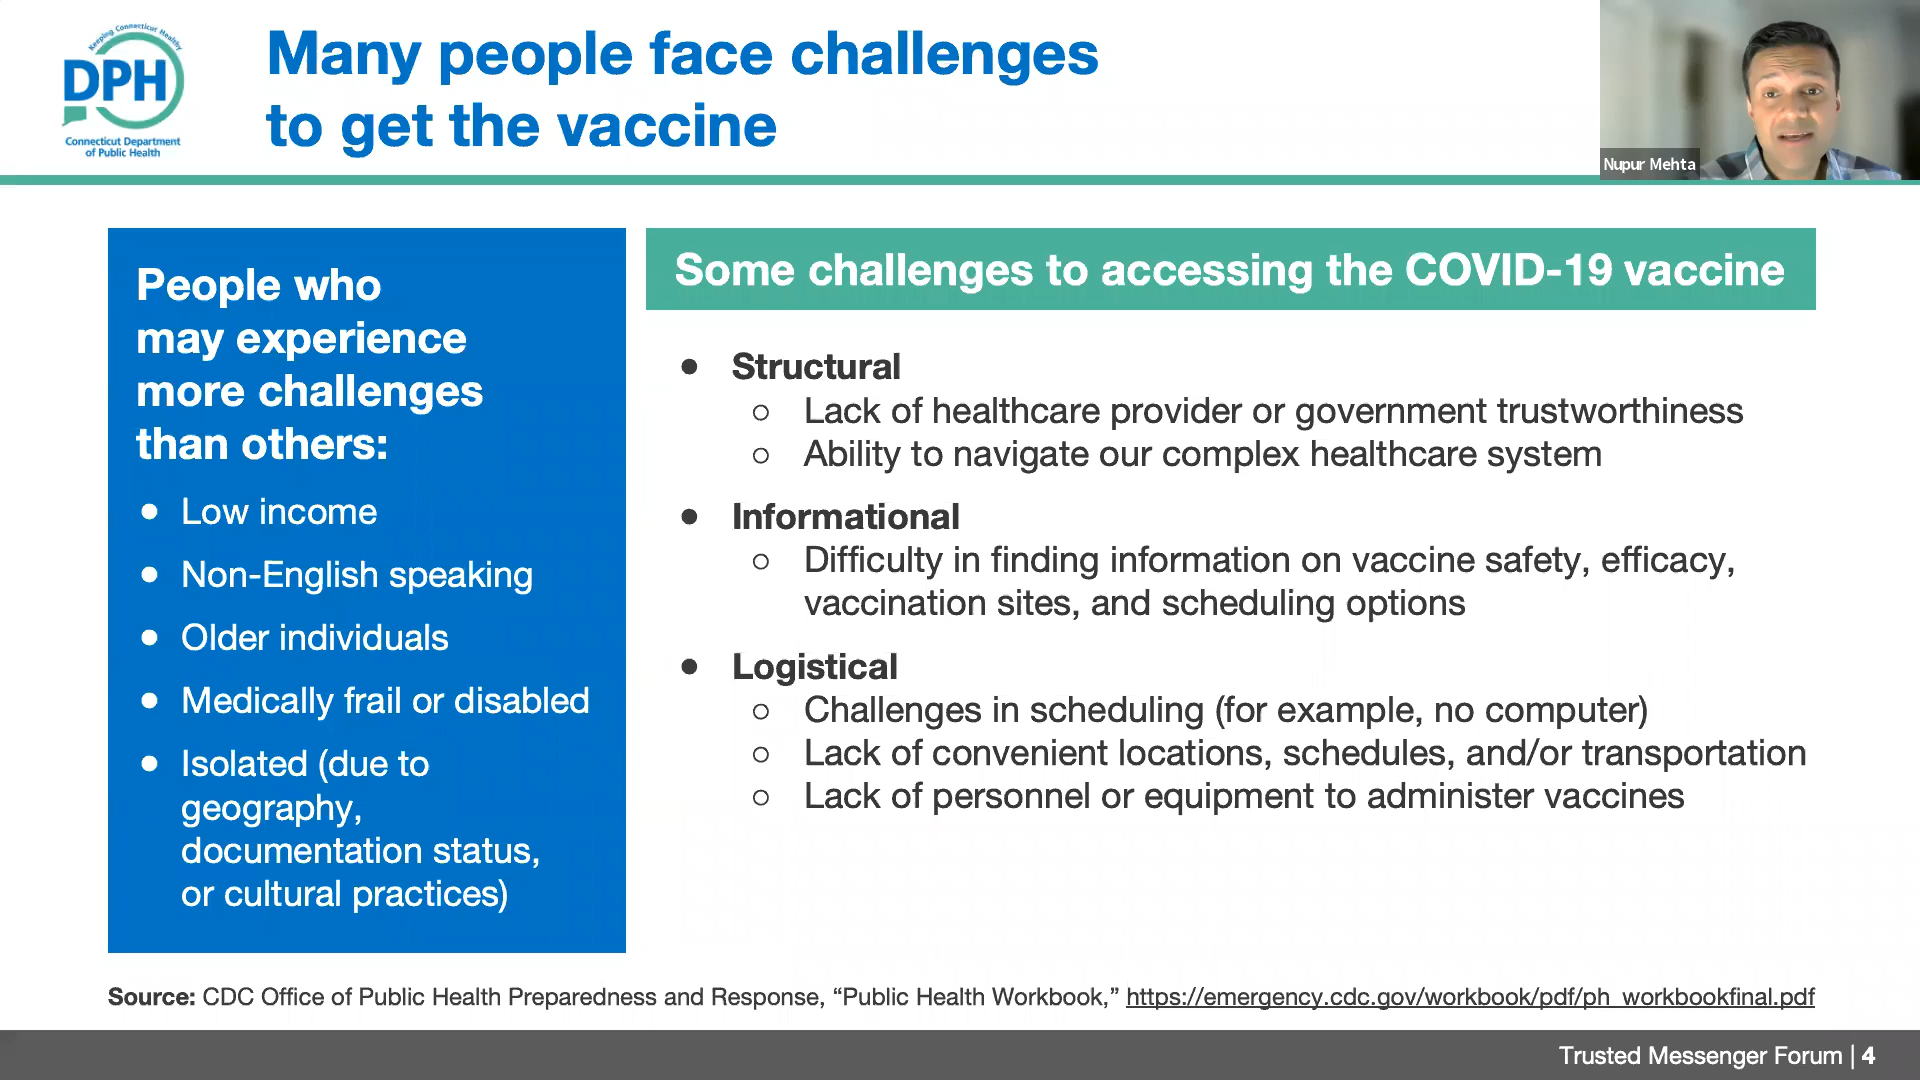 Keeping Connecticut Healthy
DPH
Connecticut Department
of Public Health
Many people face challenges
to get the vaccine
Nupur Mehta
People who
may experience
more challenges
than others:
● Low income
● Non-English speaking
● Older individuals
● Medically frail or disabled
● Isolated (due to
geography,
documentation status,
or cultural practices)
Some challenges to accessing the COVID-19 vaccine
● Structural
○ Lack of healthcare provider or government trustworthiness
○ Ability to navigate our complex healthcare system
● Informational
○ Difficulty in finding information on vaccine safety, efficacy,
vaccination sites, and scheduling options
● Logistical
○ Challenges in scheduling (for example, no computer)
○ Lack of convenient locations, schedules, and/or transportation
○ Lack of personnel or equipment to administer vaccines
Source: CDC Office of Public Health Preparedness and Response, “Public Health Workbook,” https://emergency.cdc.gov/workbook/pdf/ph_workbookfinal.pdf
Trusted Messenger Forum | 4